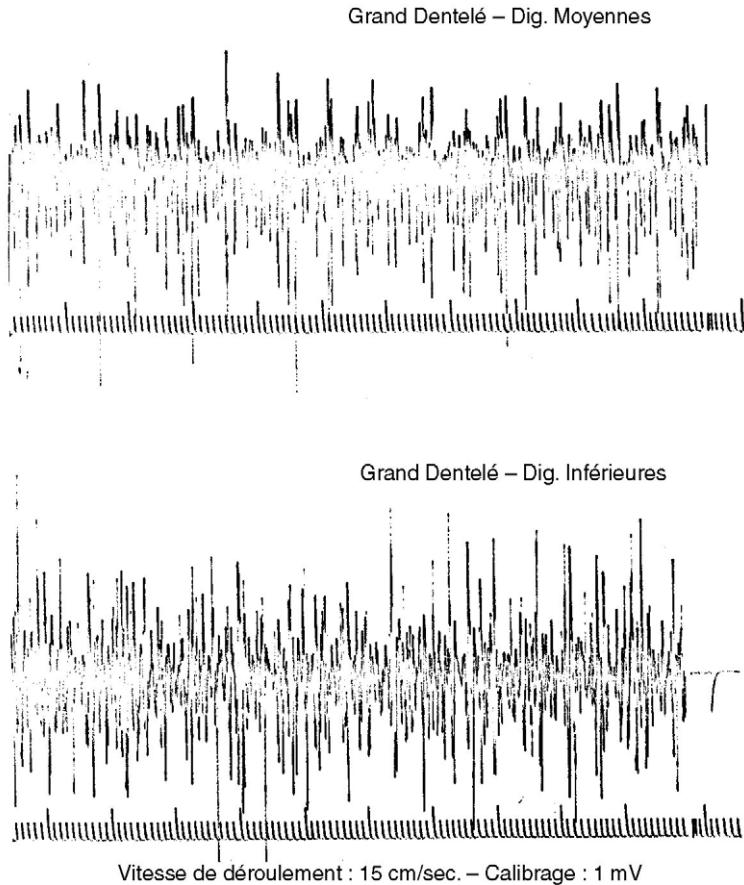 Grand Dentelé – Dig. Moyennes
Grand Dentelé – Dig. Inférieures
Vitesse de déroulement : 15 cm/sec. – Calibrage : 1 mV